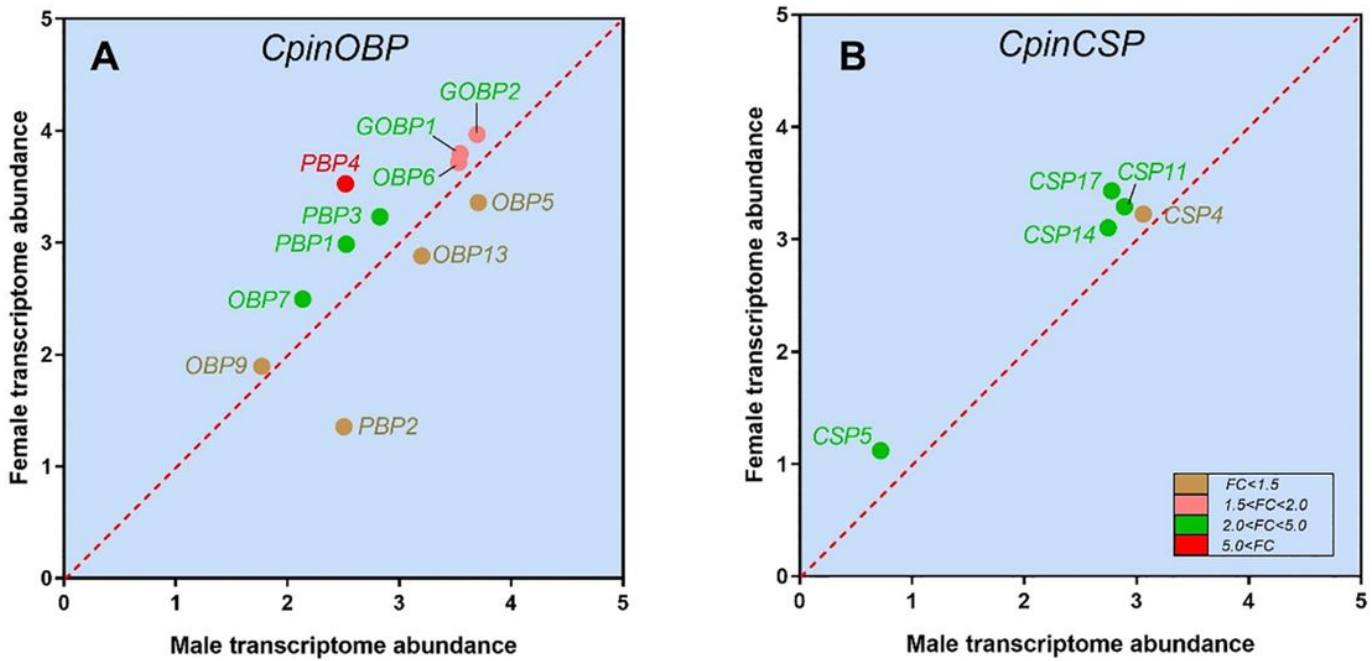 A
CpinOBP
Female transcriptome abundance
5
4
3
2
1
0
GOBP2
GOBP1
PBP4
OBP6
PBP3
OBP5
PBP1
OBP13
OBP7
OBP9
PBP2
0 1 2 3 4 5
Male transcriptome abundance
B
CpinCSP
Female transcriptome abundance
5
4
3
2
1
0
CSP17
CSP11
CSP4
CSP14
CSP5
FC<1.5
1.5<FC<2.0
2.0<FC<5.0
5.0<FC
0 1 2 3 4 5
Male transcriptome abundance